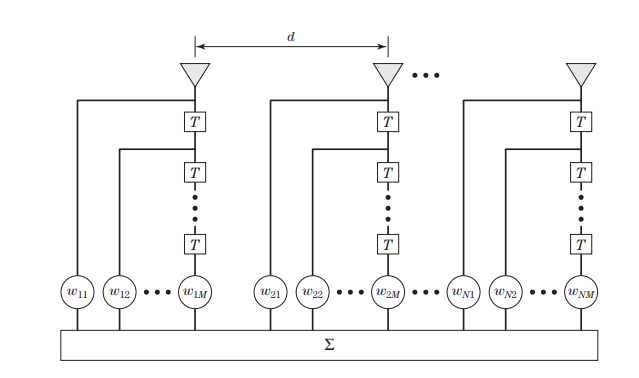 d
T T T
T T T
T T T
w11 w12 w1M w21 w22 w2M wN1 wN2 wNM
Σ